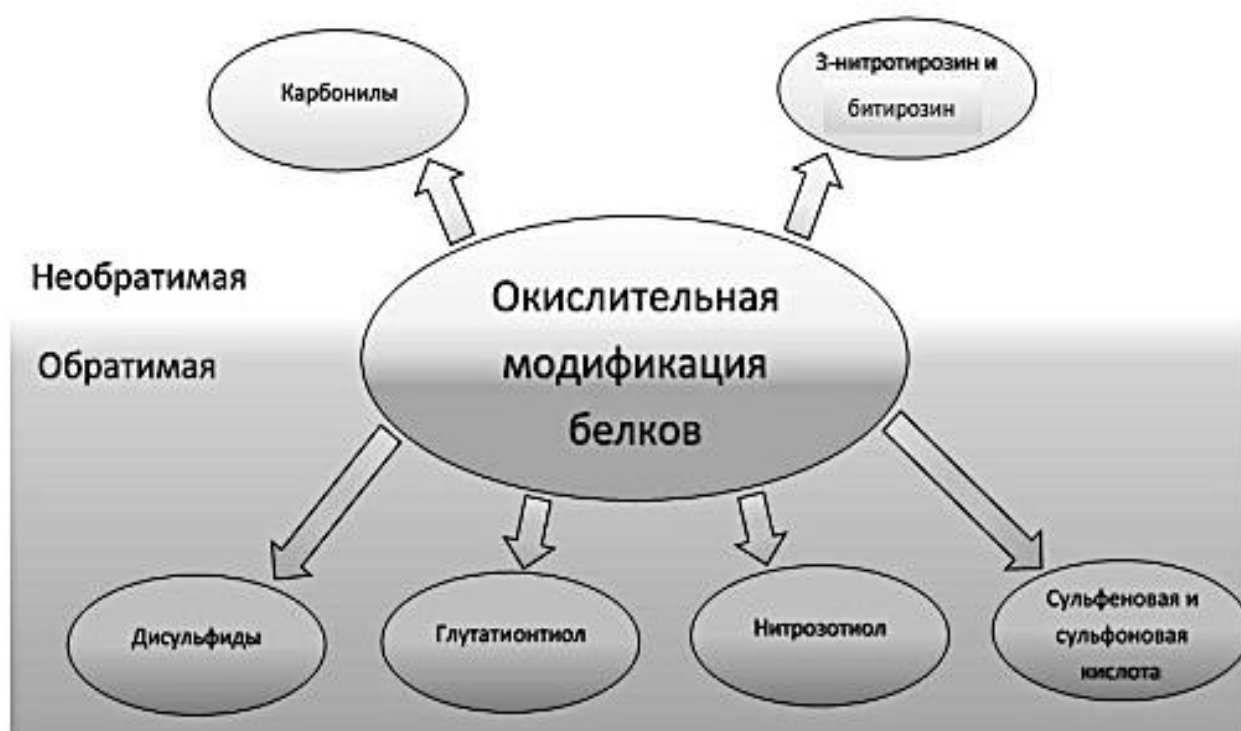 Карбонилы
3-нитротирозин и
битирозин
Необратимая
Окислительная
модификация
белков
Обратимая
Дисульфиды
Глутатионтиол
Нитрозотиол
Сульфеновая и
сульфоновая
кислота